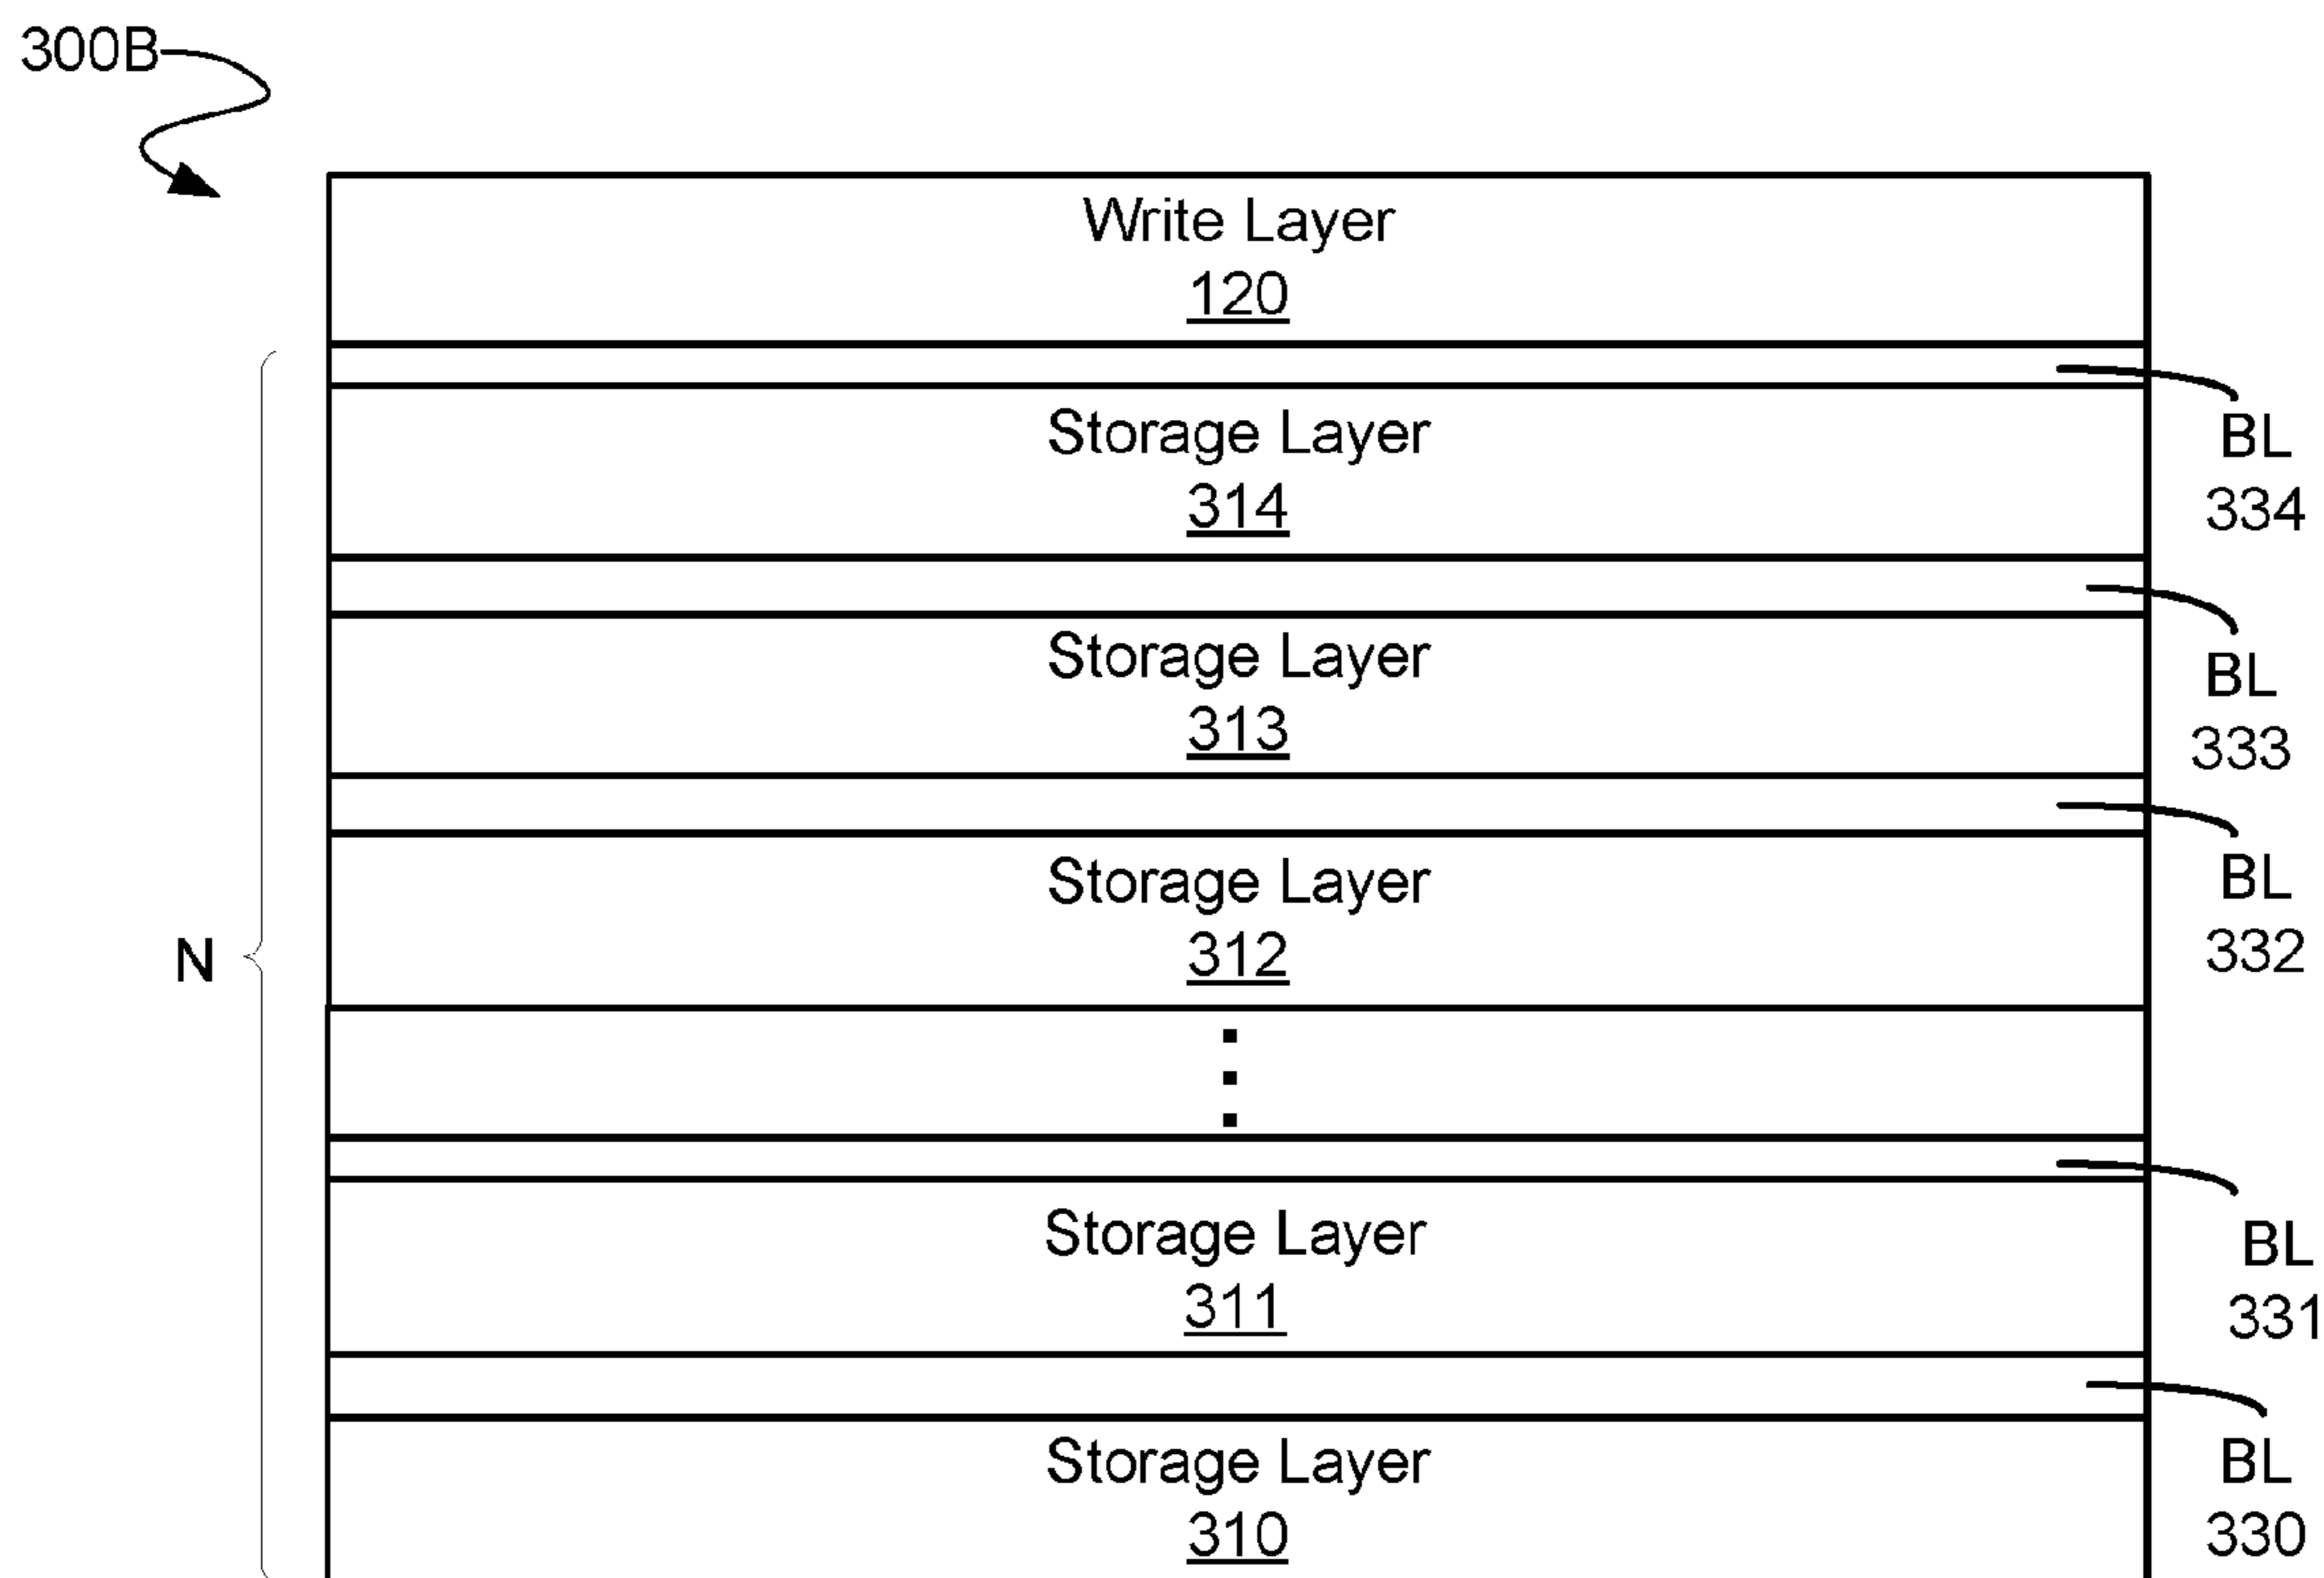 300B
Write Layer
120
Storage Layer
314
BL
334
Storage Layer
313
BL
333
Storage Layer
312
BL
332
N
Storage Layer
311
BL
331
Storage Layer
310
BL
330